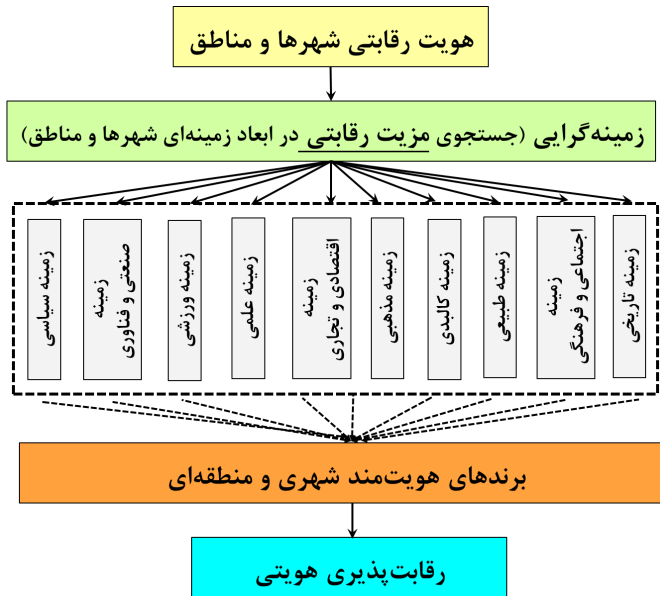 هویت رقابتی شهرها و مناطق
زمینه‌گرایی (جستجوی مزیت رقابتی در ابعاد زمینه‌ای شهرها و مناطق)
زمینه تاریخی
زمینه
اجتماعی و فرهنگی
زمینه طبیعی
زمینه کالبدی
زمینه مذهبی
زمینه
اقتصادی و تجاری
زمینه علمی
زمینه ورزشی
زمینه
صنعتی و فناوری
زمینه سیاسی
برندهای هویت‌مند شهری و منطقه‌ای
رقابت‌پذیری هویتی